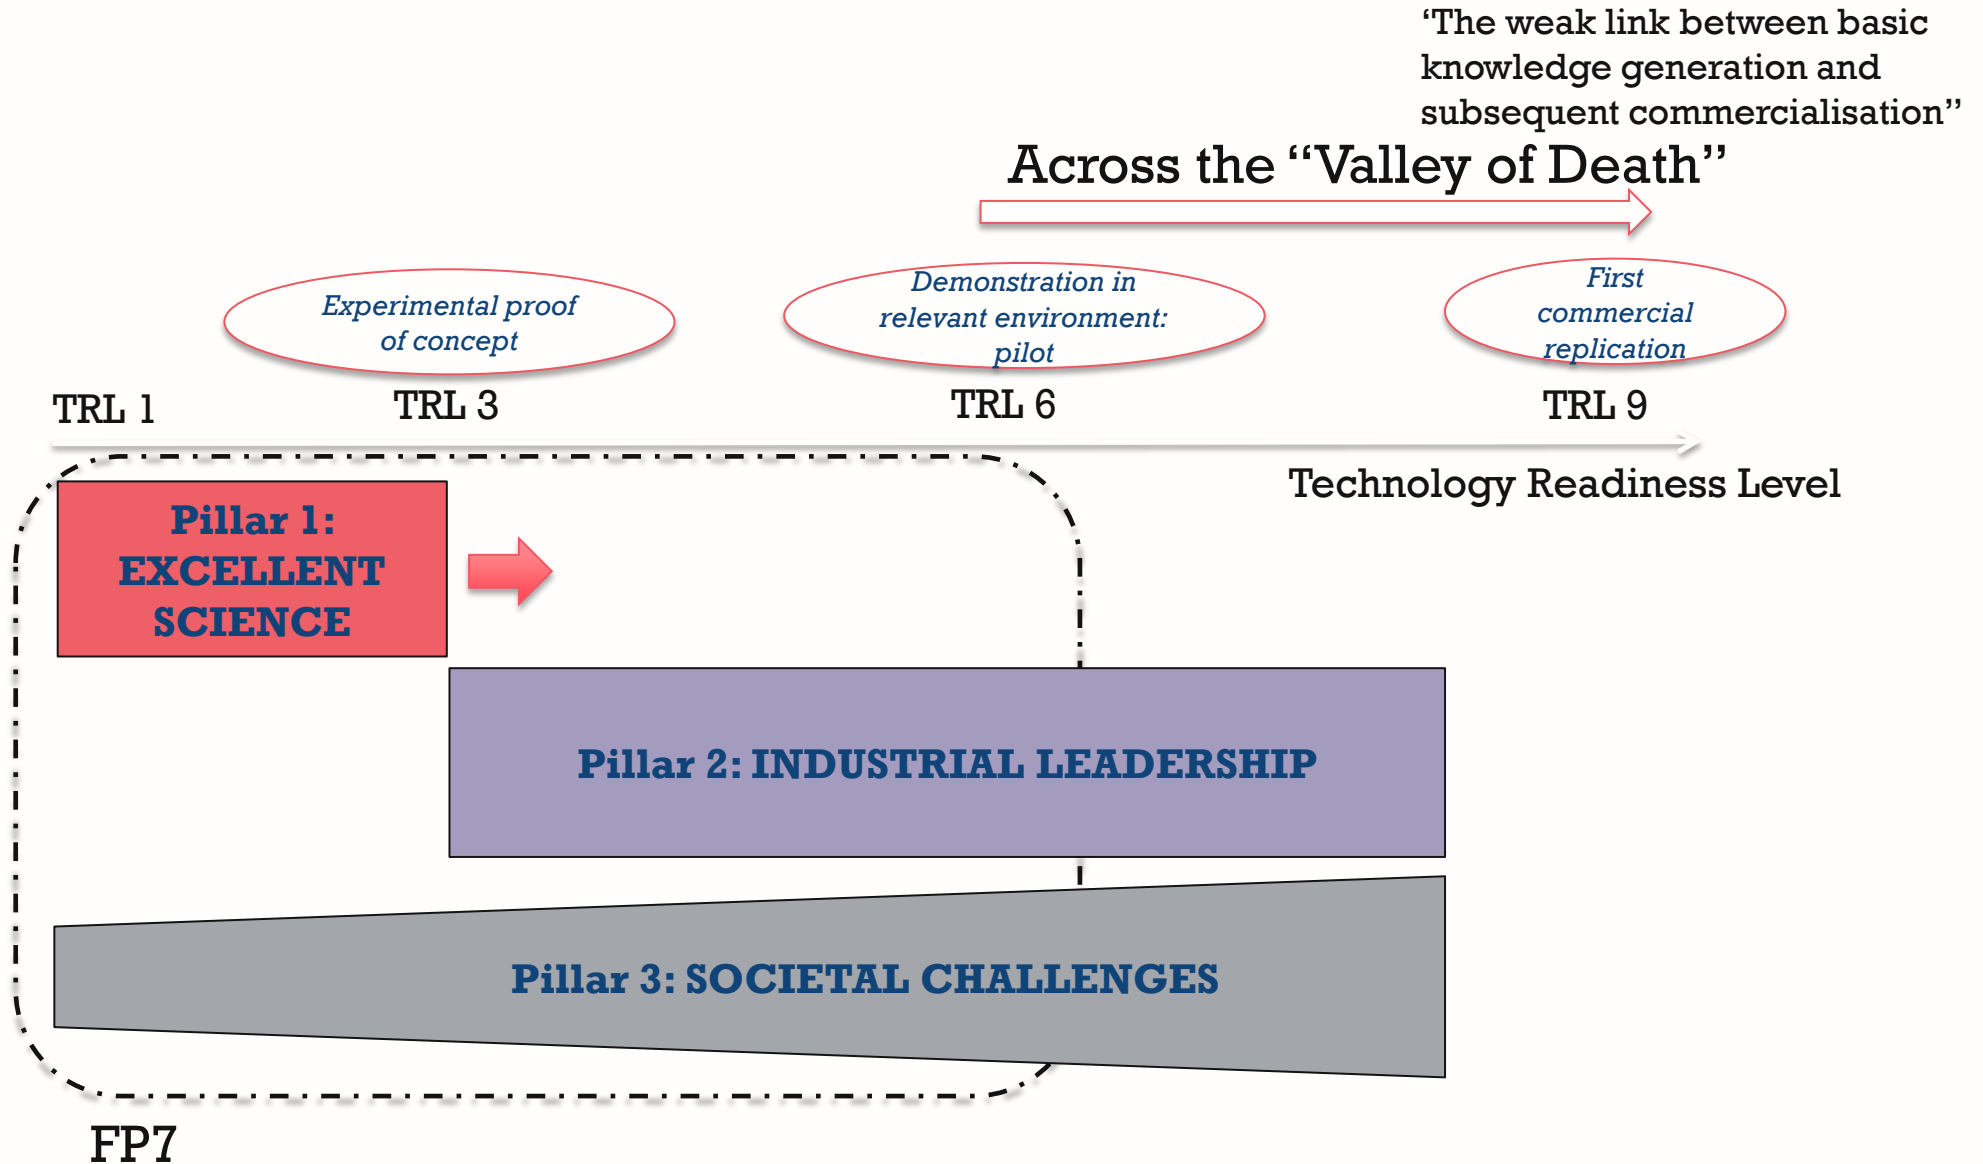 ‘The weak link between basic
knowledge generation and
subsequent commercialisation”
Across the “Valley of Death”
Experimental proof
of concept
Demonstration in
relevant environment:
pilot
First
commercial
replication
TRL 1
TRL 3
TRL 6
TRL 9
Technology Readiness Level
Pillar 1:
EXCELLENT
SCIENCE
Pillar 2: INDUSTRIAL LEADERSHIP
Pillar 3: SOCIETAL CHALLENGES
FP7